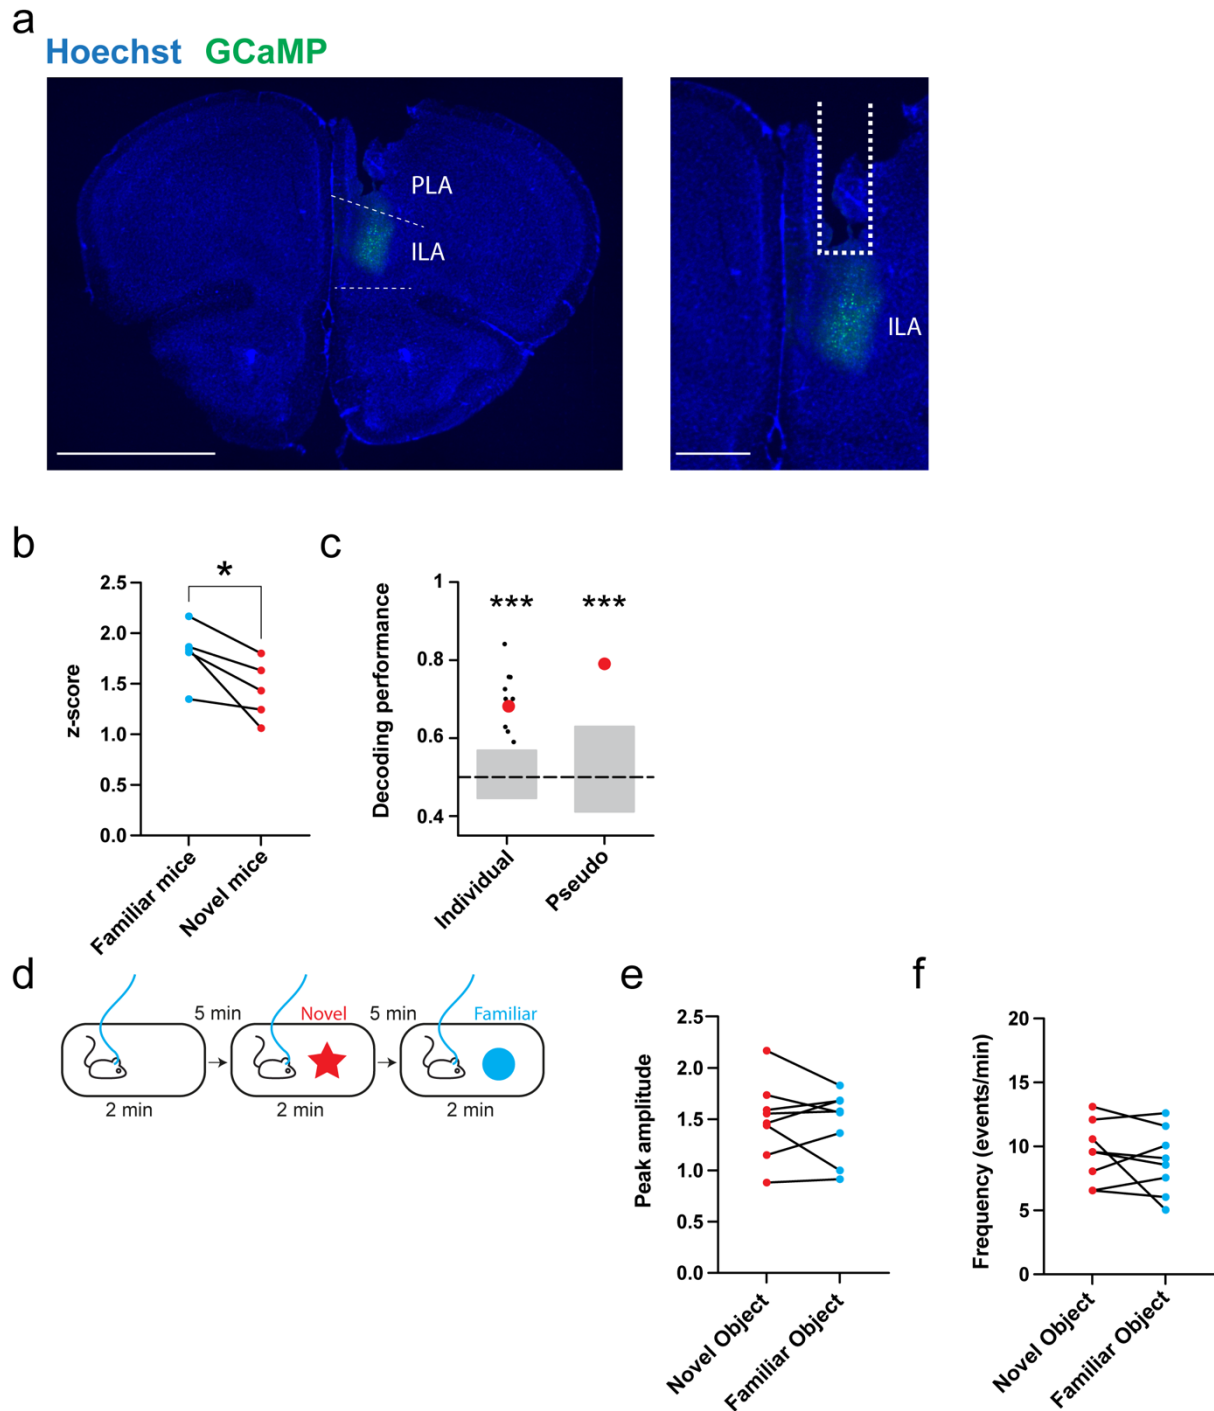 a
Hoechst GCaMP
PLA
ILA
ILA
b
2.5
2.0
1.5
1.0
0.5
0.0
z-score
*
Familiar mice
Novel mice
c
1
0.8
0.6
0.4
Decoding performance
***
***
Individual
Pseudo
d
5 min
Novel
5 min
Familiar
2 min
2 min
2 min
e
2.5
2.0
1.5
1.0
0.5
0.0
Peak amplitude
Novel Object
Familiar Object
f
20
15
10
5
0
Frequency (events/min)
Novel Object
Familiar Object